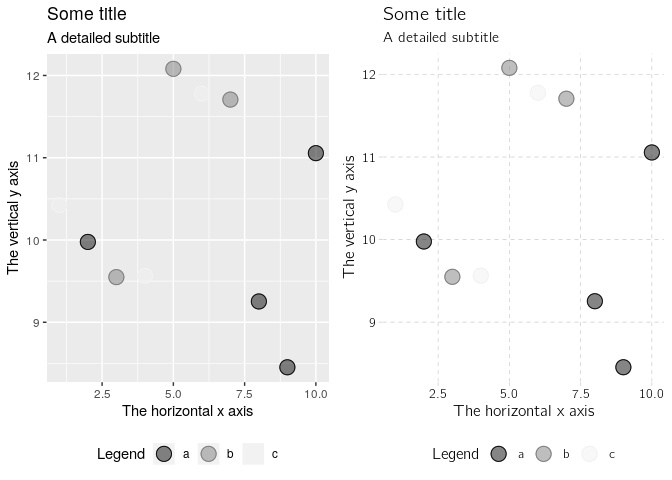 Some title
A detailed subtitle
The vertical y axis
12
11
10
9
2.5 5.0 7.5 10.0
The horizontal x axis
Legend a b c
Some title
A detailed subtitle
The vertical y axis
12
11
10
9
2.5 5.0 7.5 10.0
The horizontal x axis
Legend a b c